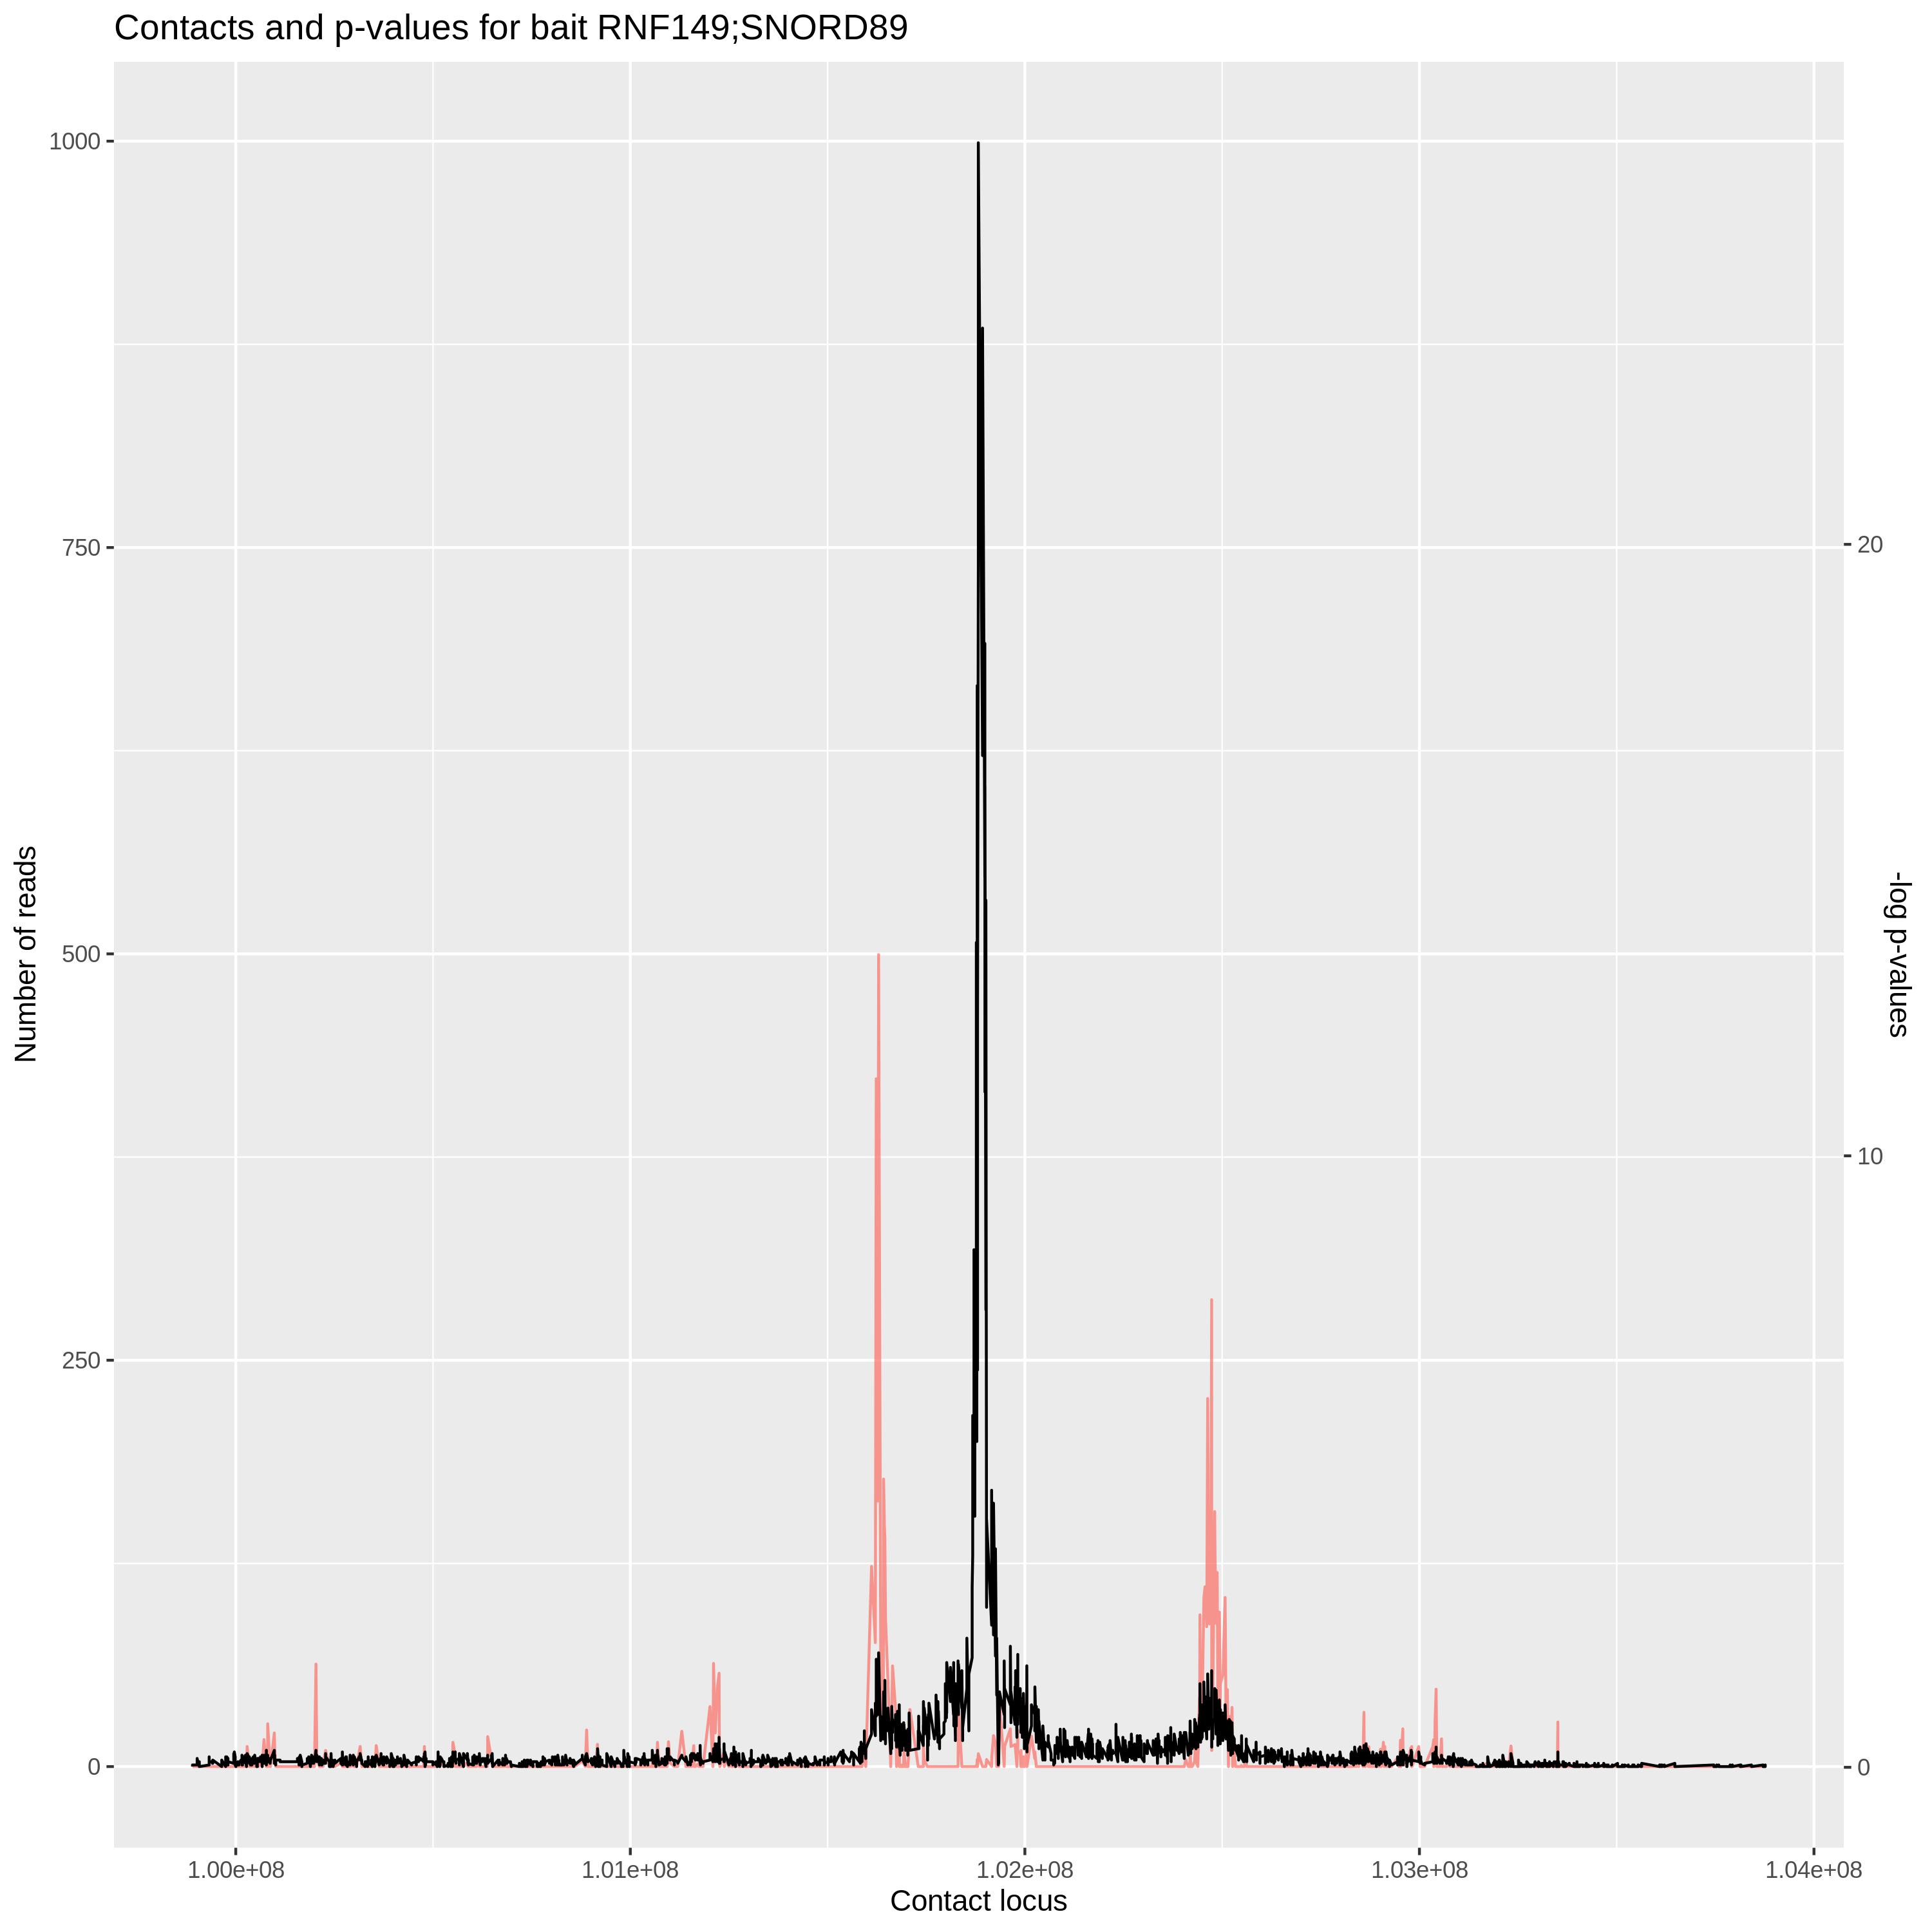 Contacts and p-values for bait RNF149;SNORD89
1000
750
500
250
0
Number of reads
20
10
0
-log p-values
1.00e+08
1.01e+08
1.02e+08
1.03e+08
1.04e+08
Contact locus